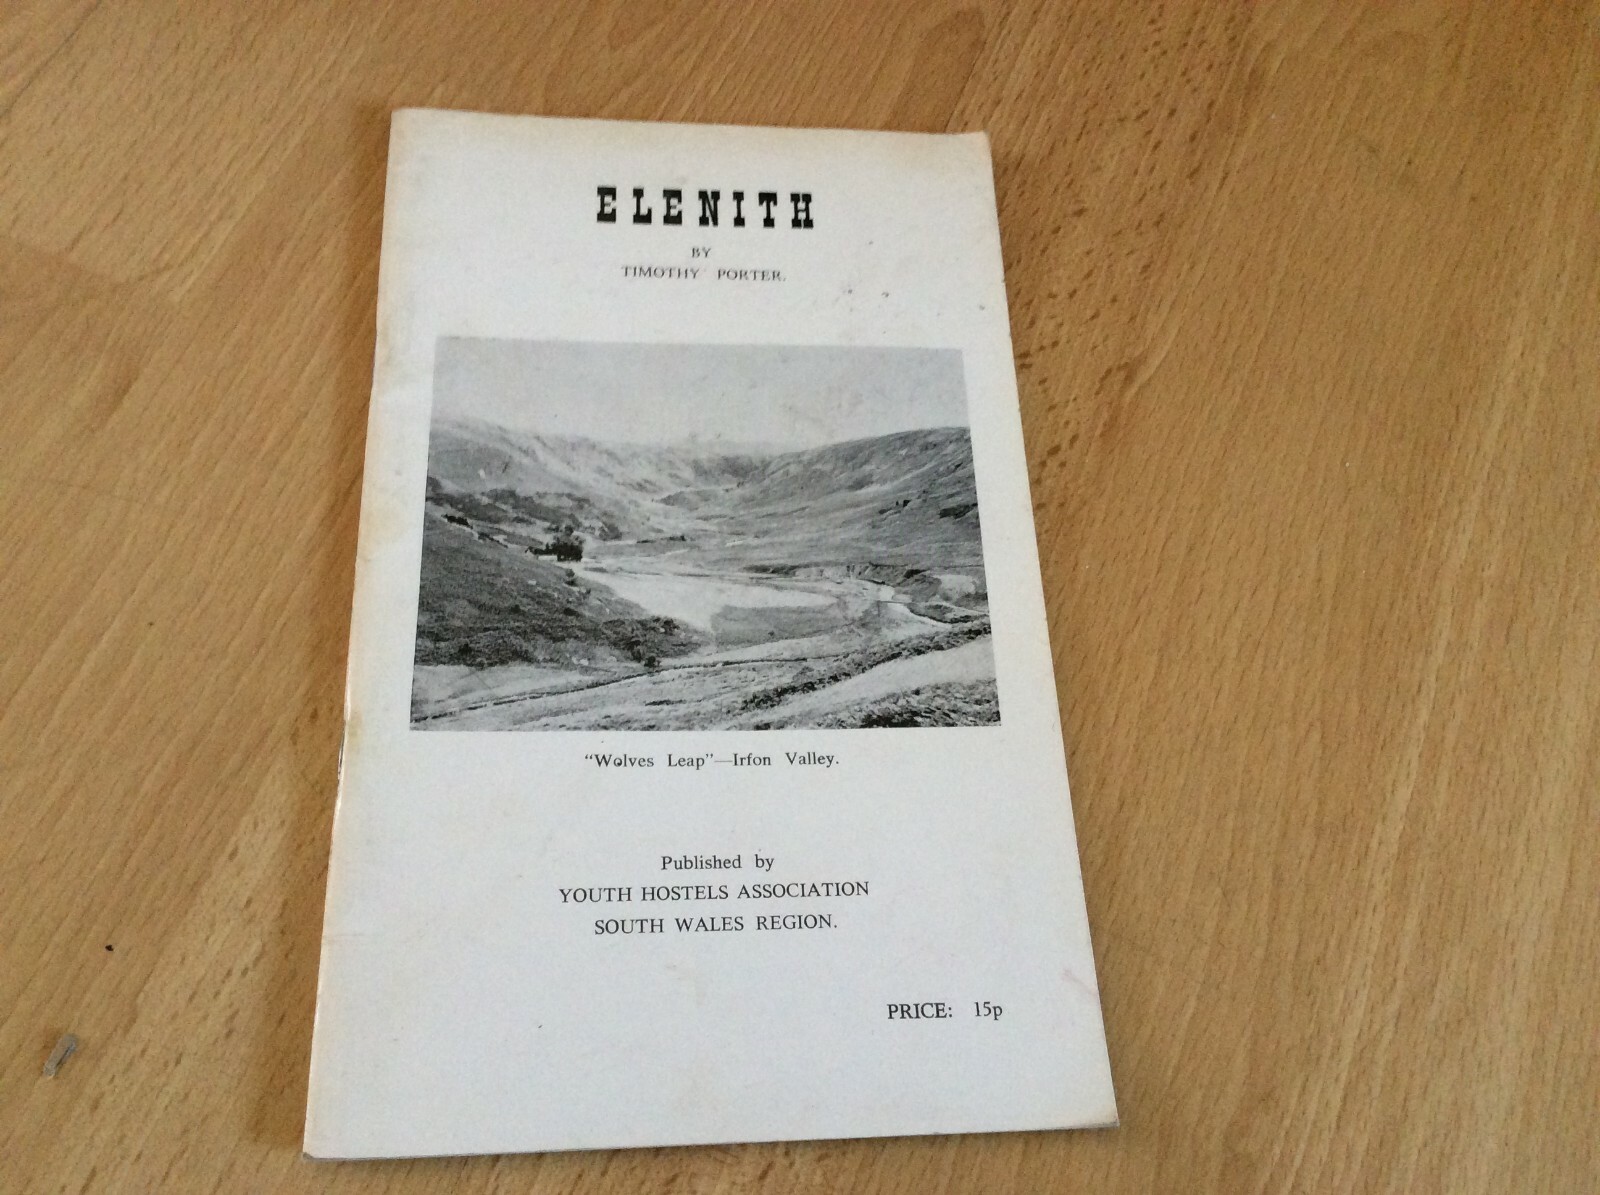 ELENITH
BY
TIMOTHY PORTER.
"Wolves Leap"—Irfon Valley.
Published by
YOUTH HOSTELS ASSOCIATION
SOUTH WALES REGION.
PRICE: 15p